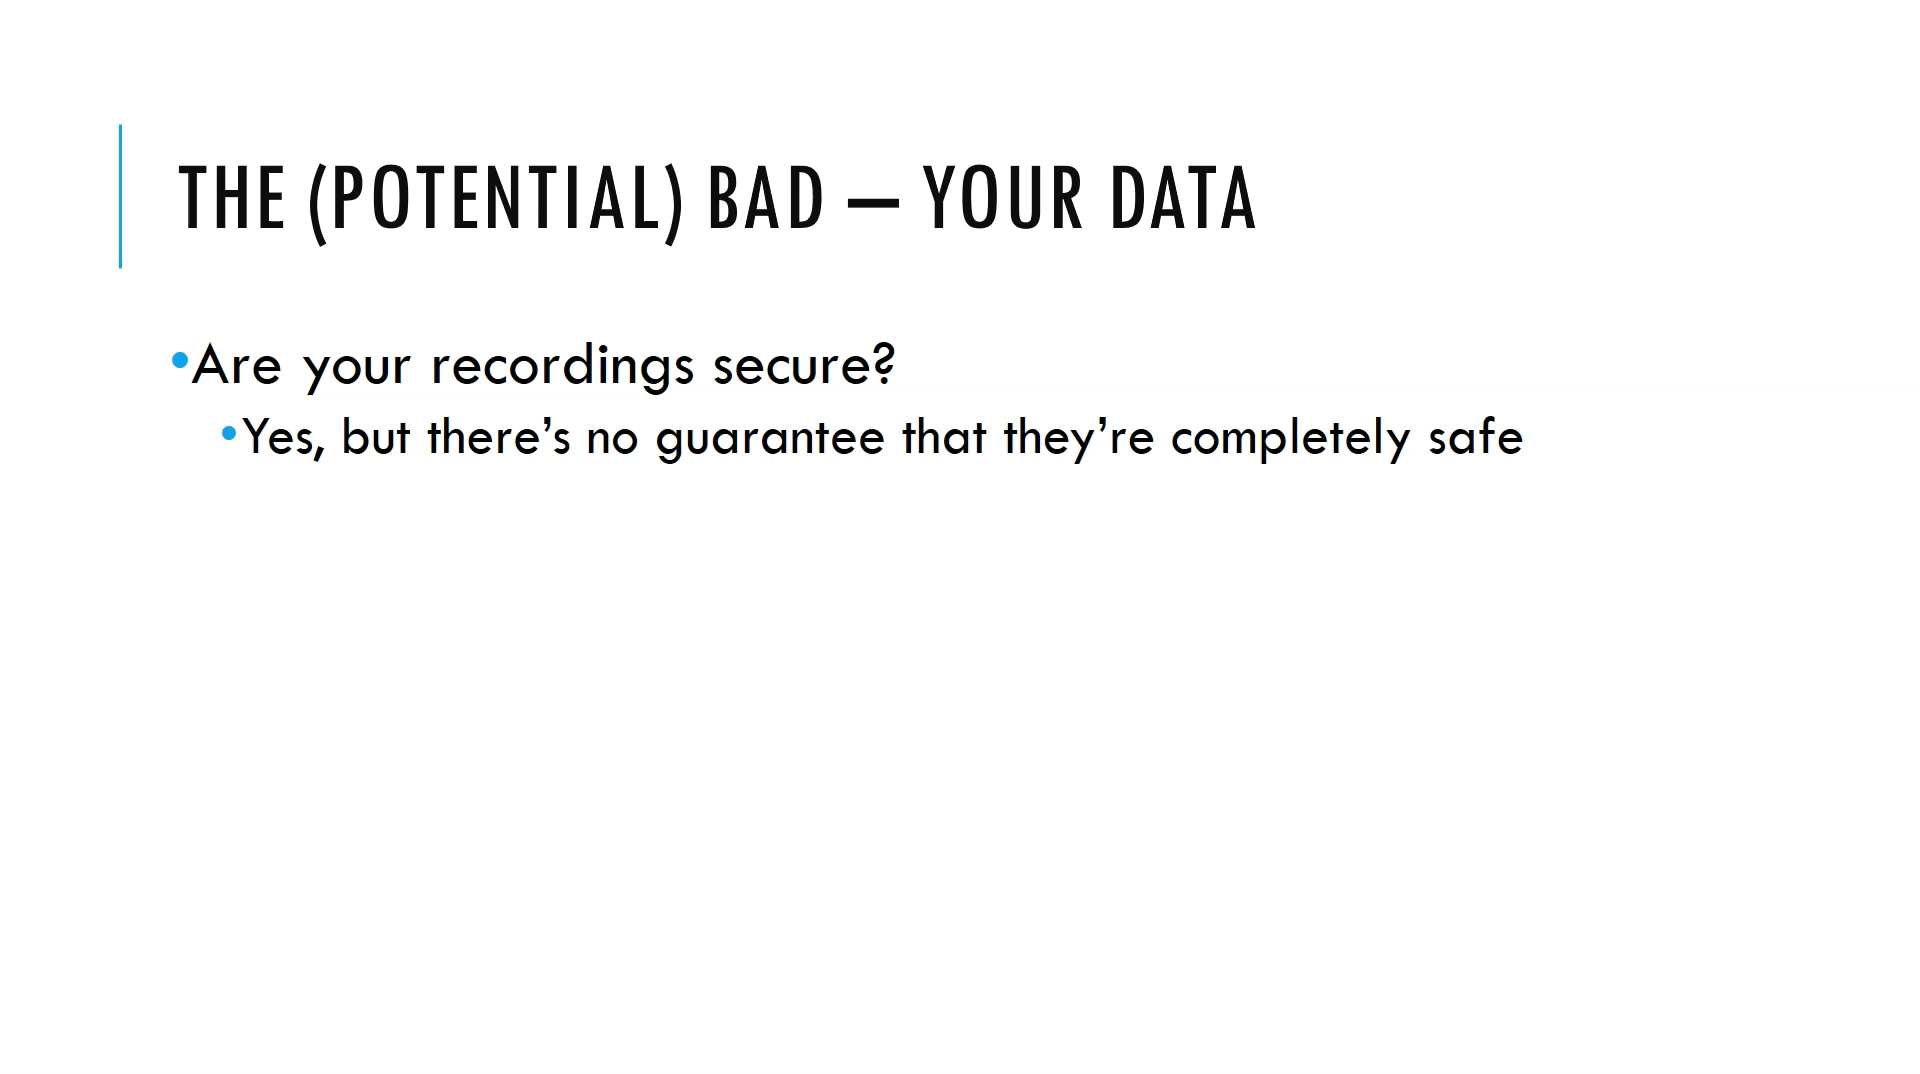 THE (POTENTIAL) BAD — YOUR DATA
•Are your recordings secure?
•Yes, but there’s no guarantee that they’re completely safe